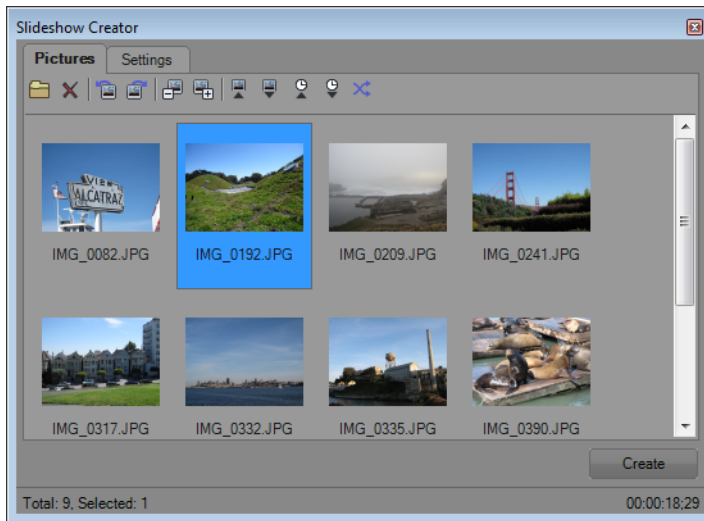 Slideshow Creator
Pictures
Settings
VIEW
ALCATRAZ
IMG_0082.JPG
IMG_0192.JPG
IMG_0209.JPG
IMG_0241.JPG
IMG_0317.JPG
IMG_0332.JPG
IMG_0335.JPG
IMG_0390.JPG
Create
Total: 9, Selected: 1
00:00:18;29